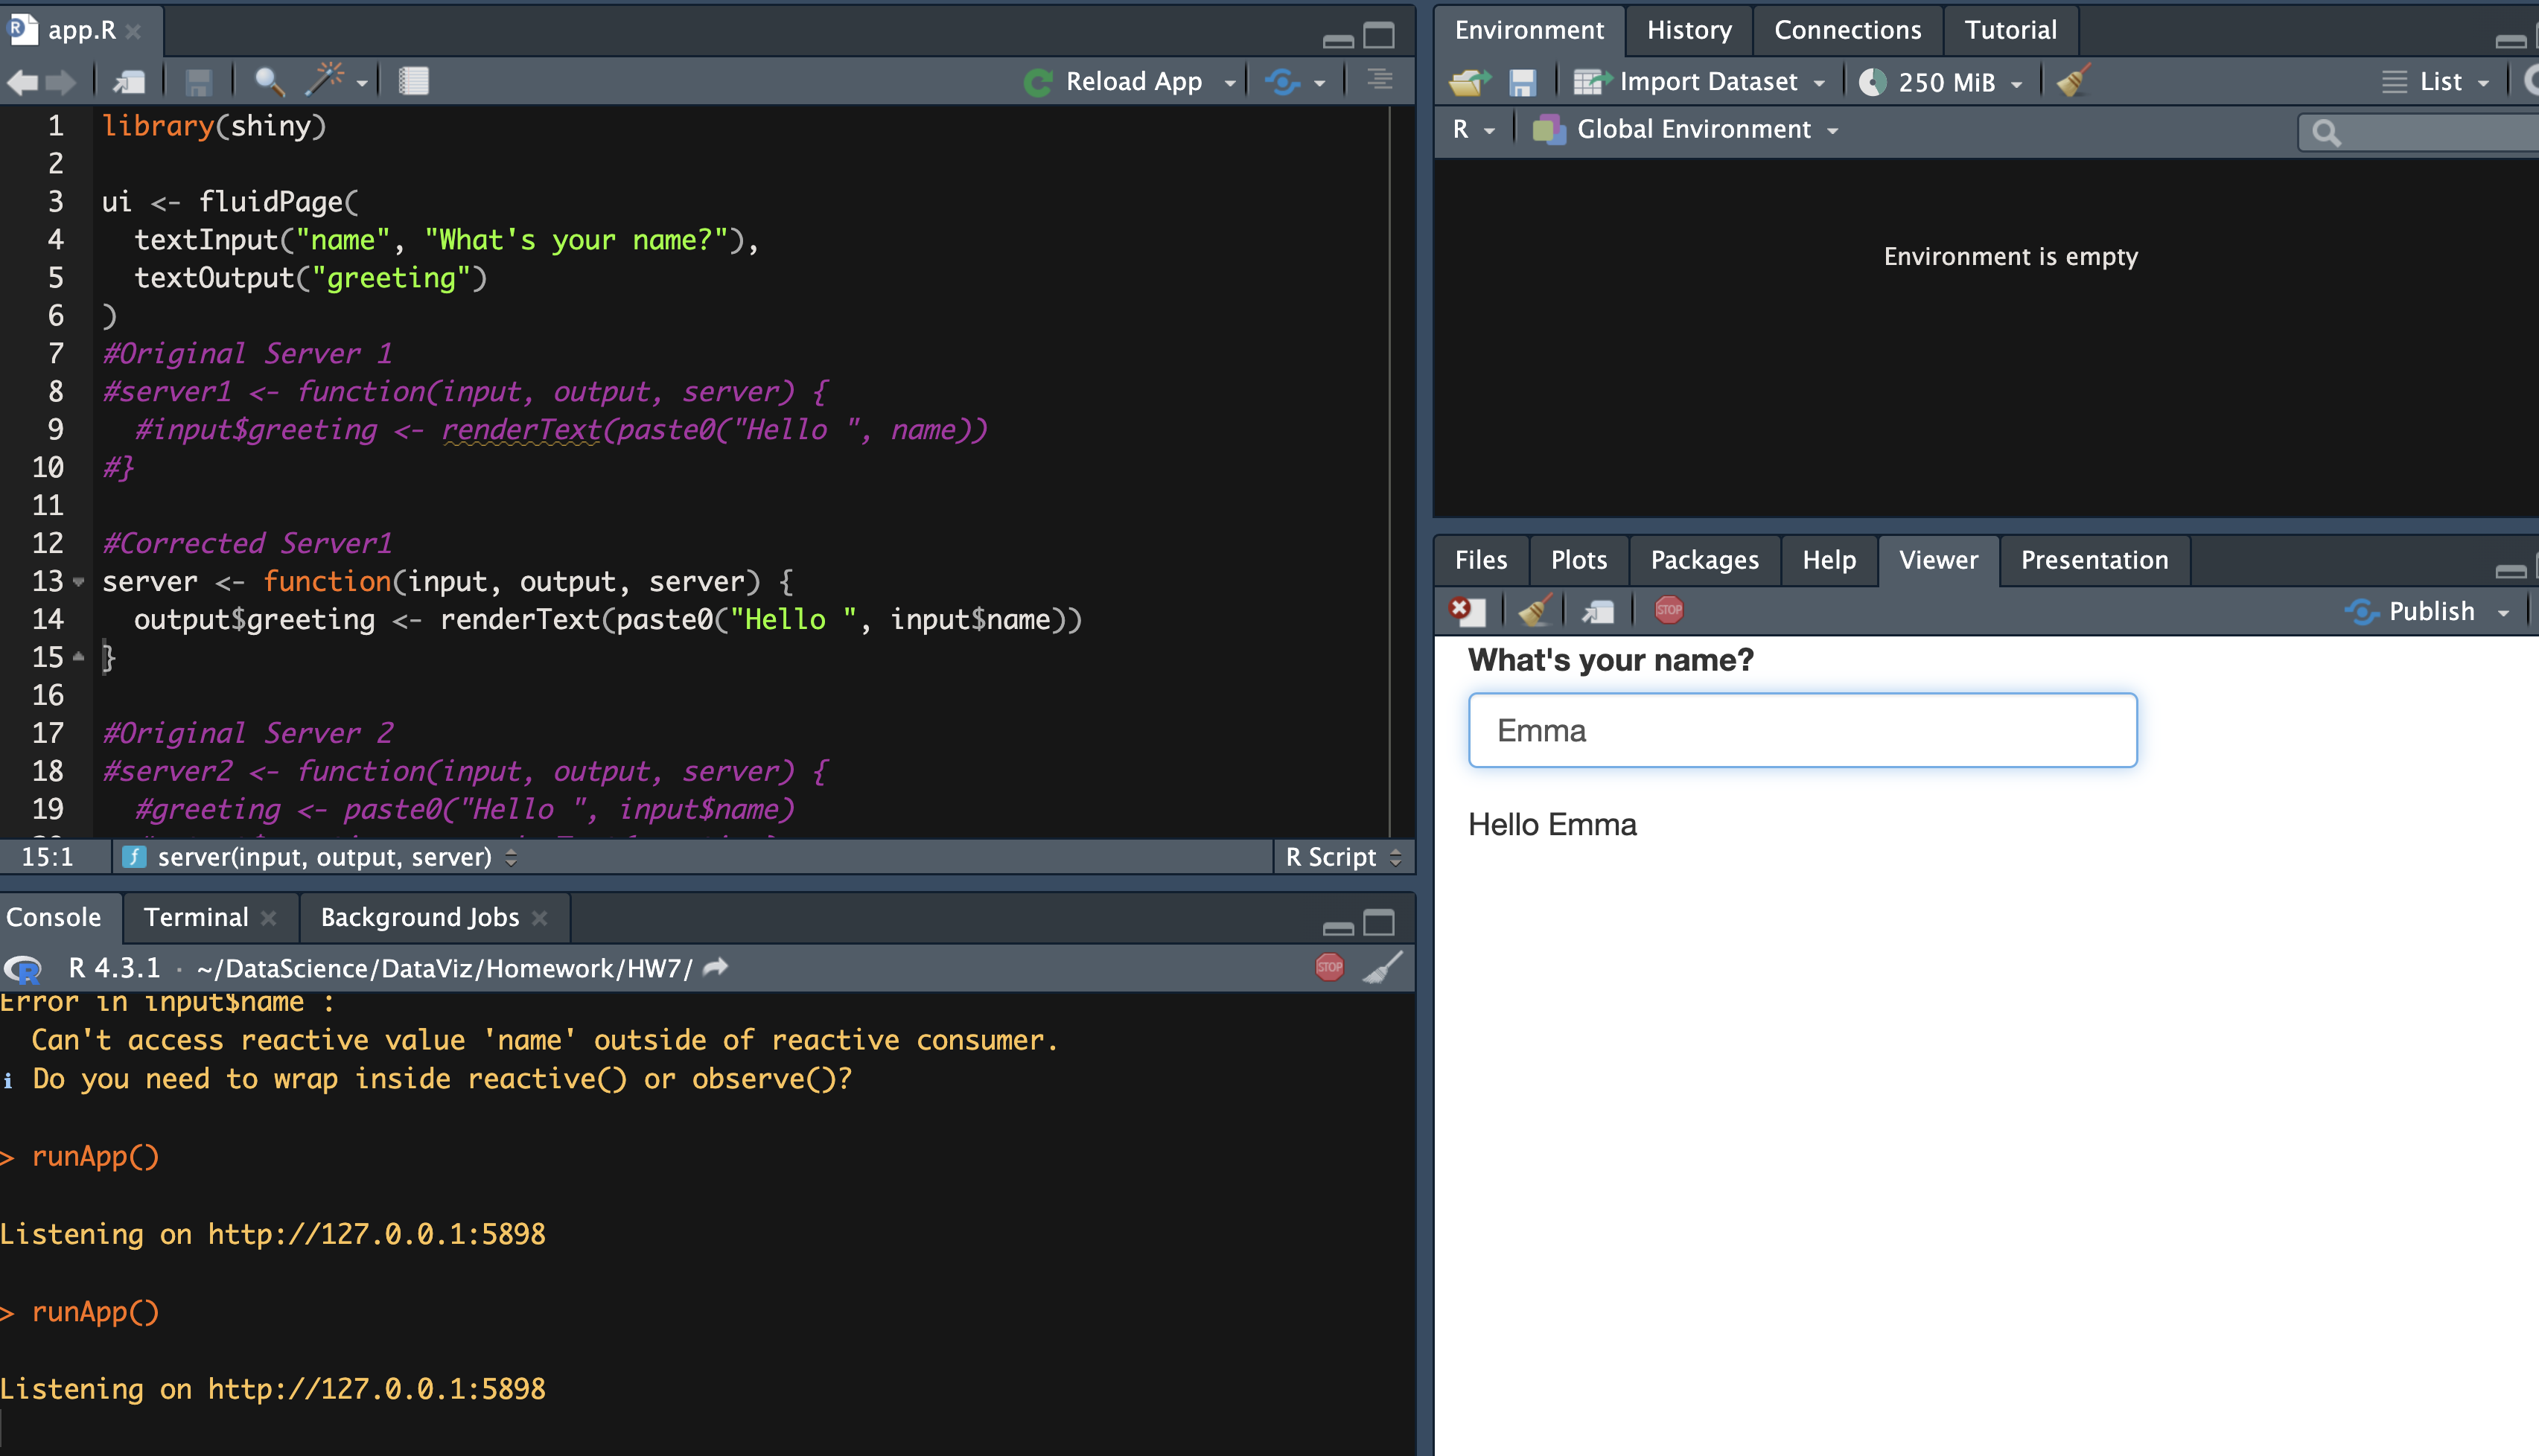 app.R
Reload App
1 library(shiny)
2
3 ui <- fluidPage(
4   textInput("name", "What's your name?"),
5   textOutput("greeting")
6 )
7 #Original Server 1
8 #server1 <- function(input, output, server) {
9   #input$greeting <- renderText(paste0("Hello ", name))
10 #}
11
12 #Corrected Server1
13 server <- function(input, output, server) {
14   output$greeting <- renderText(paste0("Hello ", input$name))
15 }
16
17 #Original Server 2
18 #server2 <- function(input, output, server) {
19   #greeting <- paste0("Hello ", input$name)
15:1 server(input, output, server) R Script
Console Terminal Background Jobs
R 4.3.1 · ~/DataScience/DataViz/Homework/HW7/
STOP
Error in input$name :
  Can't access reactive value 'name' outside of reactive consumer.
i Do you need to wrap inside reactive() or observe()?
> runApp()
Listening on http://127.0.0.1:5898
> runApp()
Listening on http://127.0.0.1:5898
Environment History Connections Tutorial
Import Dataset 250 MiB List
R Global Environment
Environment is empty
Files Plots Packages Help Viewer Presentation
STOP Publish
What's your name?
Emma
Hello Emma